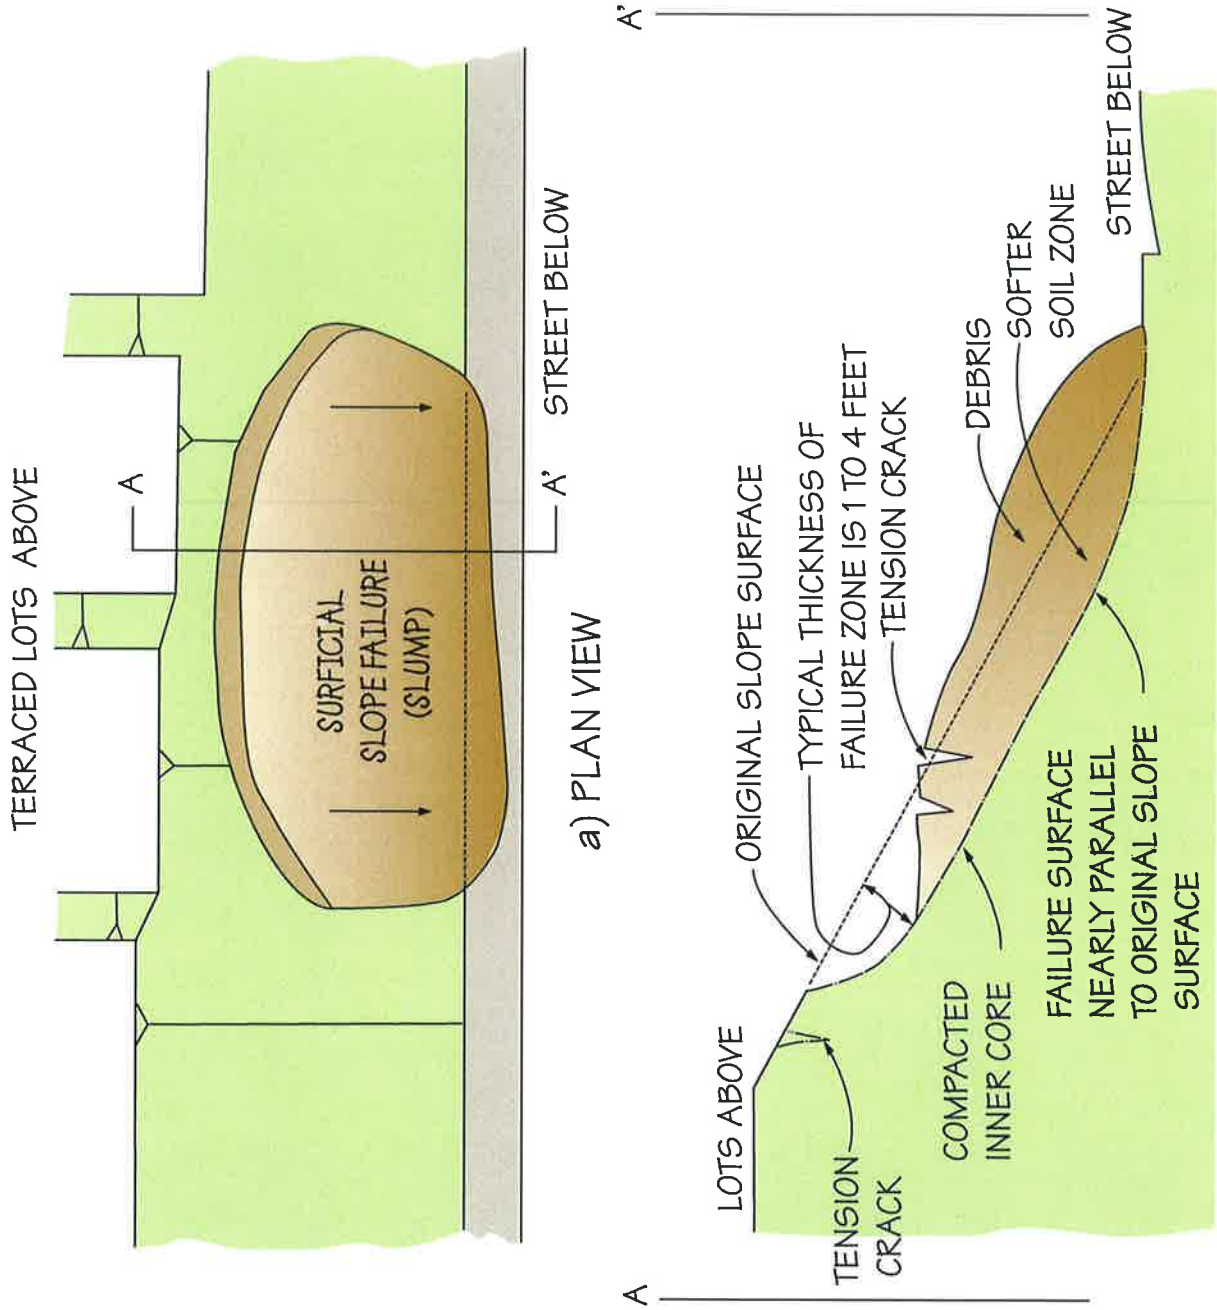 TERRACED LOTS ABOVE
A
SURFICIAL
SLOPE FAILURE
(SLUMP)
A'
STREET BELOW
a) PLAN VIEW
A
A'
LOTS ABOVE
ORIGINAL SLOPE SURFACE
TYPICAL THICKNESS OF
FAILURE ZONE IS 1 TO 4 FEET
TENSION CRACK
DEBRIS
SOFTER
SOIL ZONE
STREET BELOW
TENSION
CRACK
COMPACTED
INNER CORE
FAILURE SURFACE
NEARLY PARALLEL
TO ORIGINAL SLOPE
SURFACE